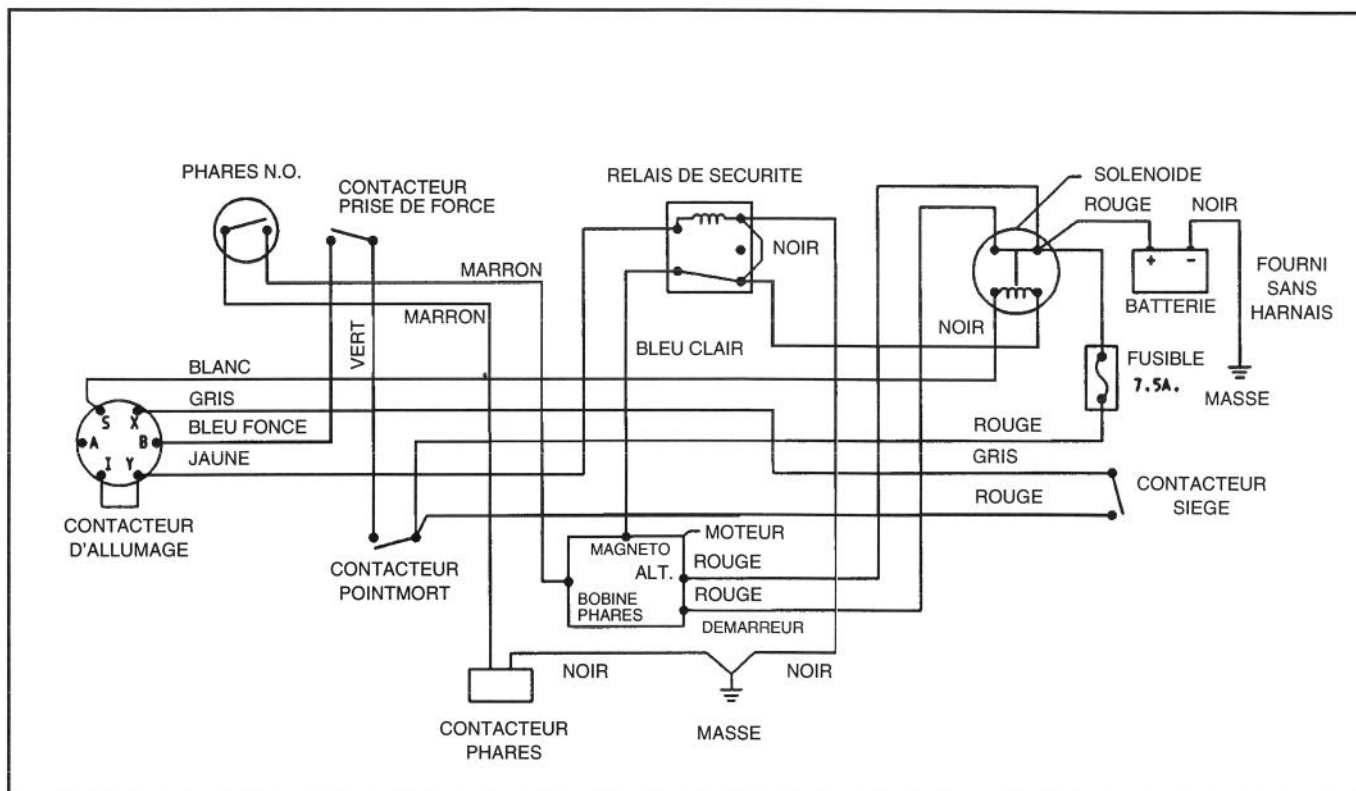 PHARES N.O.
CONTACTEUR
PRISE DE FORCE
RELAIS DE SECURITE
SOLENOIDE
ROUGE
NOIR
NOIR
MARRON
MARRON
VERT
BLEU CLAIR
NOIR
+ -
BATTERIE
FOURNI
SANS
HARNAIS
FUSIBLE
7.5A.
MASSE
BLANC
GRIS
BLEU FONCE
JAUNE
S X
A B
I Y
CONTACTEUR
D'ALLUMAGE
ROUGE
GRIS
ROUGE
CONTACTEUR
SIEGE
CONTACTEUR
POINTMORT
MAGNETO
MOTEUR
ALT.
ROUGE
BOBINE
PHARES
ROUGE
DEMARREUR
NOIR
NOIR
MASSE
CONTACTEUR
PHARES